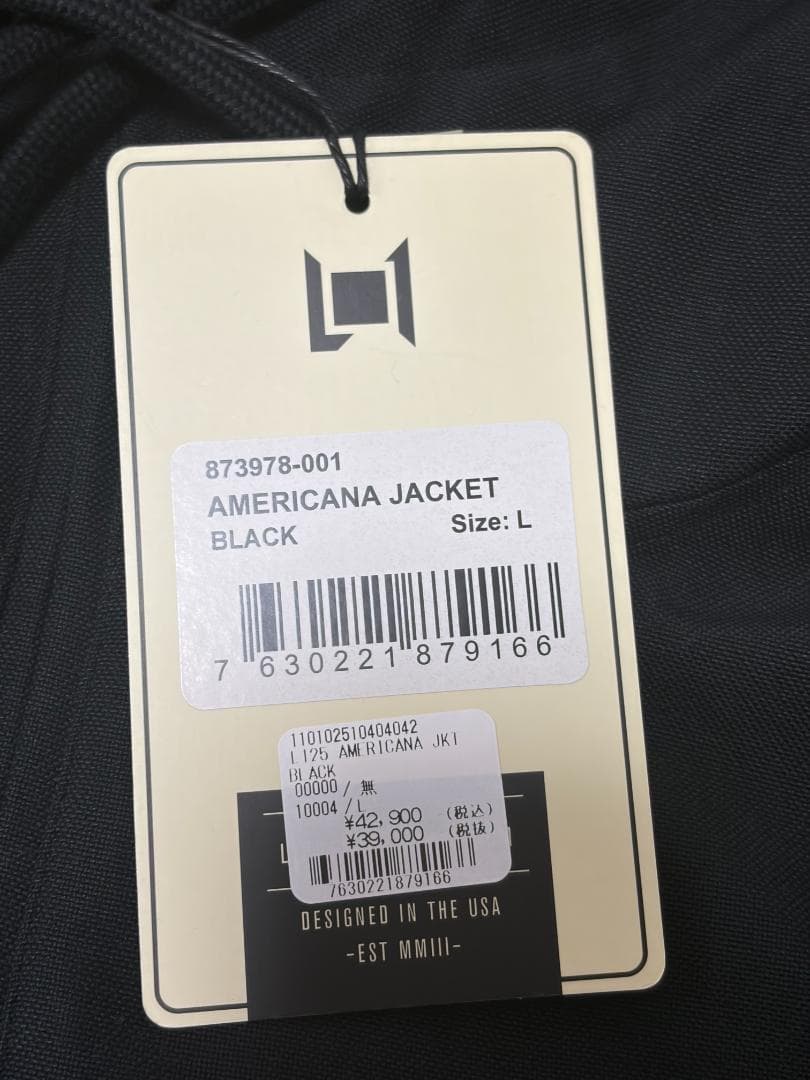 873978-001
AMERICANA JACKET
BLACK Size: L
7 630221 879166
110102510404042
L125 AMERICANA JKT
BLACK
00000 / 無
10004 / L
¥42,900 (税込)
¥39,000 (税抜)
7630221879166
DESIGNED IN THE USA
-EST MMIII-